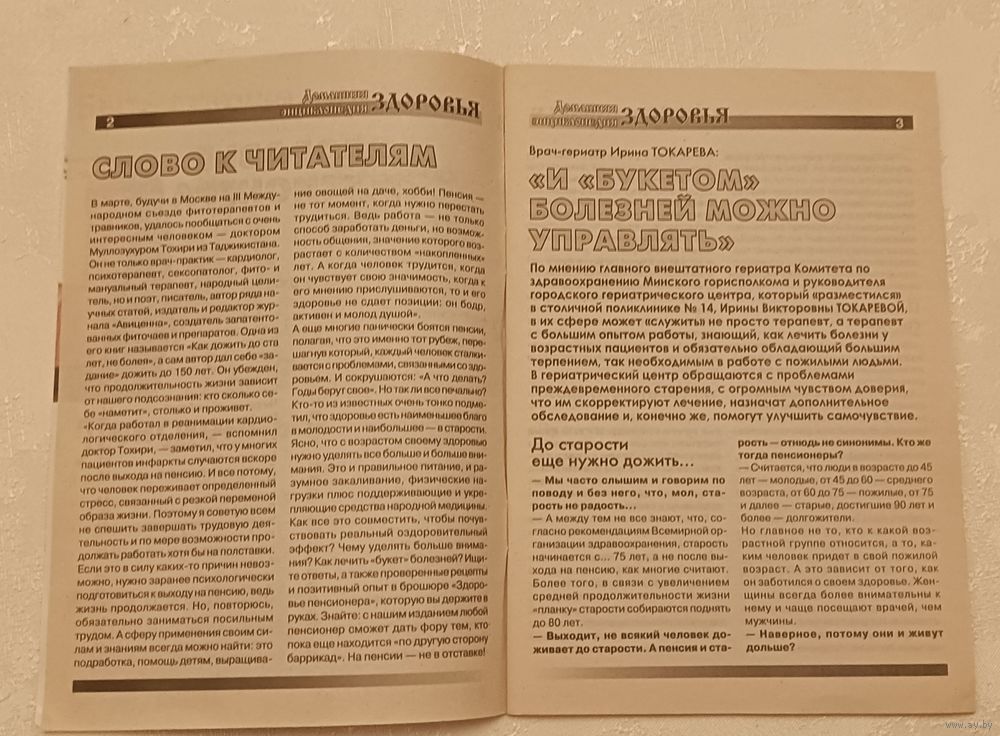 Домашняя
энциклопедия ЗДОРОВЬЯ
2
СЛОВО К ЧИТАТЕЛЯМ
В марте, будучи в Москве на III Между-
народном съезде фитотерапевтов и
травников, удалось пообщаться с очень
интересным человеком — доктором
Муллозухуром Тохири из Таджикистана.
Он не только врач-практик — кардиолог,
психотерапевт, сексопатолог, фито- и
мануальный терапевт, народный цели-
тель, но и поэт, писатель, автор ряда на-
учных статей, издатель и редактор жур-
нала «Авиценна», создатель запатенто-
ванных фиточаев и препаратов. Одна из
его книг называется «Как дожить до ста
лет, не болея», а сам автор дал себе «за-
дание» дожить до 150 лет. Он убежден,
что продолжительность жизни зависит
от нашего подсознания: кто сколько се-
бе «наметит», столько и проживет.
«Когда работал в реанимации кардио-
логического отделения, — вспомнил
доктор Тохири, — заметил, что у многих
пациентов инфаркты случаются вскоре
после выхода на пенсию. И все потому,
что человек переживает определенный
стресс, связанный с резкой переменой
образа жизни. Поэтому я советую всем
не спешить завершать трудовую дея-
тельность и по мере возможности про-
должать работать хотя бы на полставки.
Если это в силу каких-то причин невоз-
можно, нужно заранее психологически
подготовиться к выходу на пенсию, ведь
жизнь продолжается. Но, повторюсь,
обязательно заниматься посильным
трудом. А сферу применения своим си-
лам и знаниям всегда можно найти: это
подработка, помощь детям, выращива-
ние овощей на даче, хобби! Пенсия —
не тот момент, когда нужно перестать
трудиться. Ведь работа — не только
способ заработать деньги, но возмож-
ность общения, значение которого воз-
растает с количеством «накопленных»
лет. А когда человек трудится, когда
он чувствует свою значимость, когда к
его мнению прислушиваются, то и его
здоровье не сдает позиции: он бодр,
активен и молод душой».
А еще многие панически боятся пенсии,
полагая, что это именно тот рубеж, пере-
шагнув который, каждый человек сталки-
вается с проблемами, связанными со здо-
ровьем. И сокрушаются: «А что делать?
Годы берут свое». Но так ли все печально?
Кто-то из известных очень тонко подме-
тил, что здоровье есть наименьшее благо
в молодости и наибольшее — в старости.
Ясно, что с возрастом своему здоровью
нужно уделять все больше и больше вни-
мания. Это и правильное питание, и ра-
зумное закаливание, физические на-
грузки плюс поддерживающие и укре-
пляющие средства народной медицины.
Как все это совместить, чтобы почув-
ствовать реальный оздоровительный
эффект? Чему уделять больше внима-
ния? Как лечить «букет» болезней? Ищи-
те ответы, а также проверенные рецепты
и позитивный опыт в брошюре «Здоро-
вье пенсионера», которую вы держите в
руках. Знайте: с нашим изданием любой
пенсионер сможет дать фору тем, кто
пока еще находится «по другую сторону
баррикад». На пенсии — не в отставке!
Домашняя
энциклопедия ЗДОРОВЬЯ
3
Врач-гериатр Ирина ТОКАРЕВА:
«И «БУКЕТОМ»
БОЛЕЗНЕЙ МОЖНО
УПРАВЛЯТЬ»
По мнению главного внештатного гериатра Комитета по
здравоохранению Минского горисполкома и руководителя
городского гериатрического центра, который «разместился»
в столичной поликлинике № 14, Ирины Викторовны ТОКАРЕВОЙ,
в их сфере может «служить» не просто терапевт, а терапевт
с большим опытом работы, знающий, как лечить болезни у
возрастных пациентов и обязательно обладающий большим
терпением, так необходимым в работе с пожилыми людьми.
В гериатрический центр обращаются с проблемами
преждевременного старения, с огромным чувством доверия,
что им скорректируют лечение, назначат дополнительное
обследование и, конечно же, помогут улучшить самочувствие.
До старости
еще нужно дожить...
— Мы часто слышим и говорим по
поводу и без него, что, мол, ста-
рость не радость...
— А между тем не все знают, что, со-
гласно рекомендациям Всемирной ор-
ганизации здравоохранения, старость
начинается с... 75 лет, а не после вы-
хода на пенсию, как многие считают.
Более того, в связи с увеличением
средней продолжительности жизни
«планку» старости собираются поднять
до 80 лет.
— Выходит, не всякий человек до-
живает до старости. А пенсия и ста-
рость — отнюдь не синонимы. Кто же
тогда пенсионеры?
— Считается, что люди в возрасте до 45
лет — молодые, от 45 до 60 — среднего
возраста, от 60 до 75 — пожилые, от 75
и далее — старые, достигшие 90 лет и
более — долгожители.
Но главное не то, кто к какой воз-
растной группе относится, а то, ка-
ким человек придет в свой пожилой
возраст. А это зависит от того, как
он заботился о своем здоровье. Жен-
щины всегда более внимательны к
нему и чаще посещают врачей, чем
мужчины.
— Наверное, потому они и живут
дольше?
www.ay.by